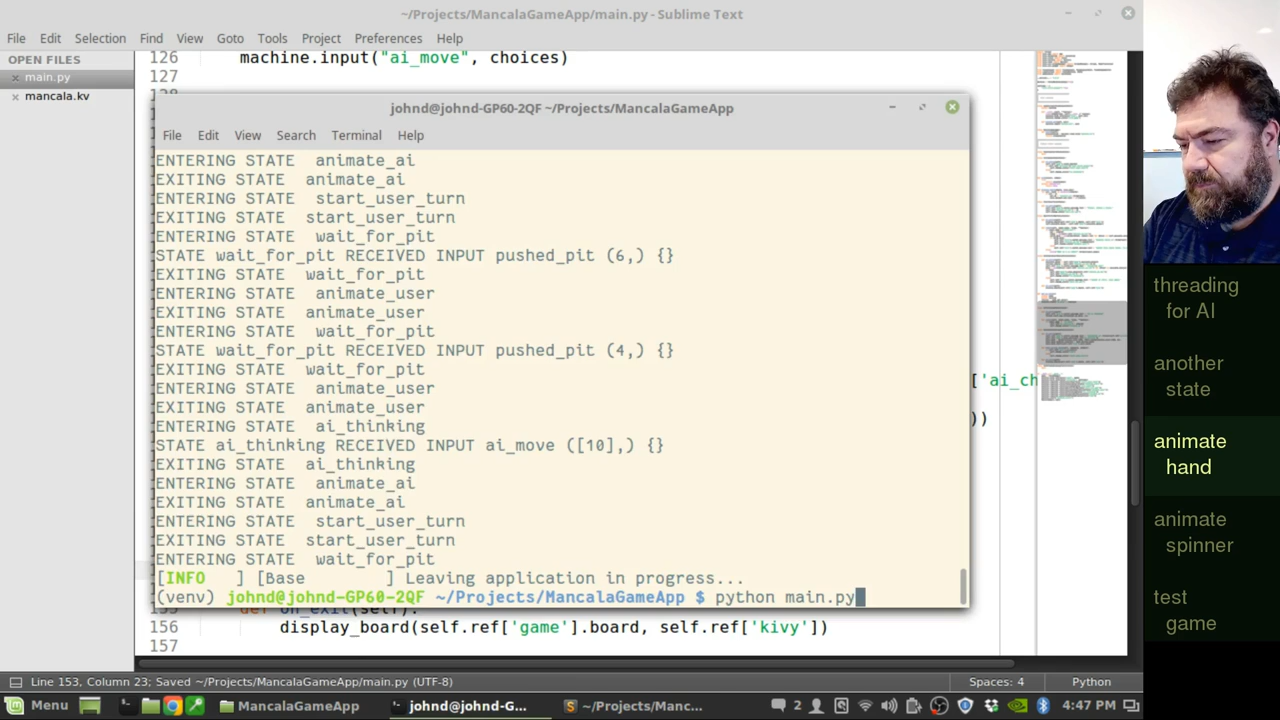 ~/Projects/MancalaGameApp/main.py - Sublime Text
File Edit Selection Find View Goto Tools Project Preferences Help
OPEN FILES
main.py
mancala.kv
126 machine.input("ai_move", choices)
127
johnd@johnd-GP60-2QF ~/Projects/MancalaGameApp
File Edit View Search Terminal Help
ENTERING STATE animate_ai
EXITING STATE animate_ai
ENTERING STATE start_user_turn
EXITING STATE start_user_turn
ENTERING STATE wait_for_pit
STATE wait_for_pit RECEIVED INPUT pushed_pit (6,) {}
EXITING STATE wait_for_pit
ENTERING STATE animate_user
EXITING STATE animate_user
ENTERING STATE wait_for_pit
STATE wait_for_pit RECEIVED INPUT pushed_pit (4,) {}
EXITING STATE wait_for_pit
ENTERING STATE animate_user
EXITING STATE animate_user
ENTERING STATE ai_thinking
STATE ai_thinking RECEIVED INPUT ai_move ([10],) {}
EXITING STATE ai_thinking
ENTERING STATE animate_ai
EXITING STATE animate_ai
ENTERING STATE start_user_turn
EXITING STATE start_user_turn
ENTERING STATE wait_for_pit
[INFO ] [Base ] Leaving application in progress...
(venv) johnd@johnd-GP60-2QF ~/Projects/MancalaGameApp $ python main.py
['ai_ch
))
156 display_board(self.ref['game'].board, self.ref['kivy'])
157
Line 153, Column 23; Saved ~/Projects/MancalaGameApp/main.py (UTF-8)
Spaces: 4
Python
Menu
MancalaGameApp
johnd@johnd-G...
~/Projects/Manc...
2
4:47 PM
threading
for AI
another
state
animate
hand
animate
spinner
test
game